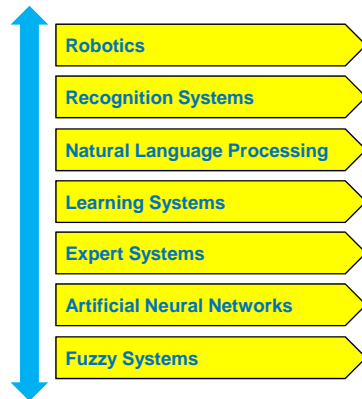 Robotics
Recognition Systems
Natural Language Processing
Learning Systems
Expert Systems
Artificial Neural Networks
Fuzzy Systems